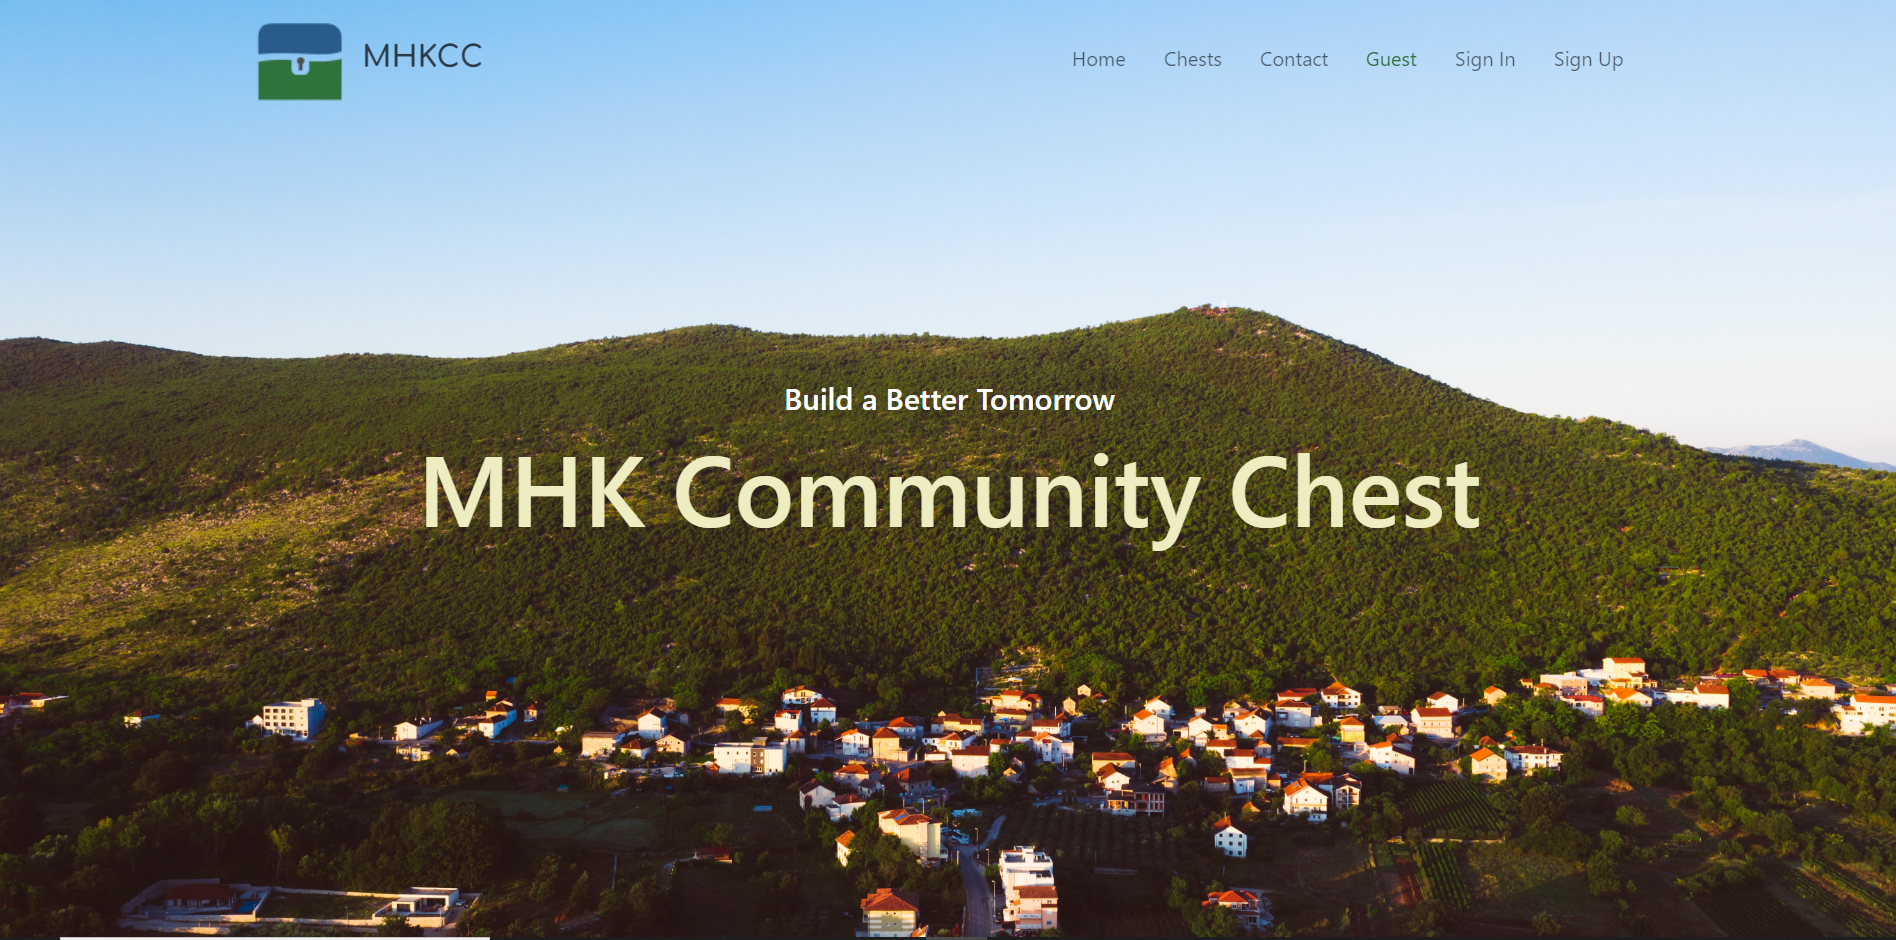 MHKCC
Home Chests Contact Guest Sign In Sign Up
Build a Better Tomorrow
MHK Community Chest